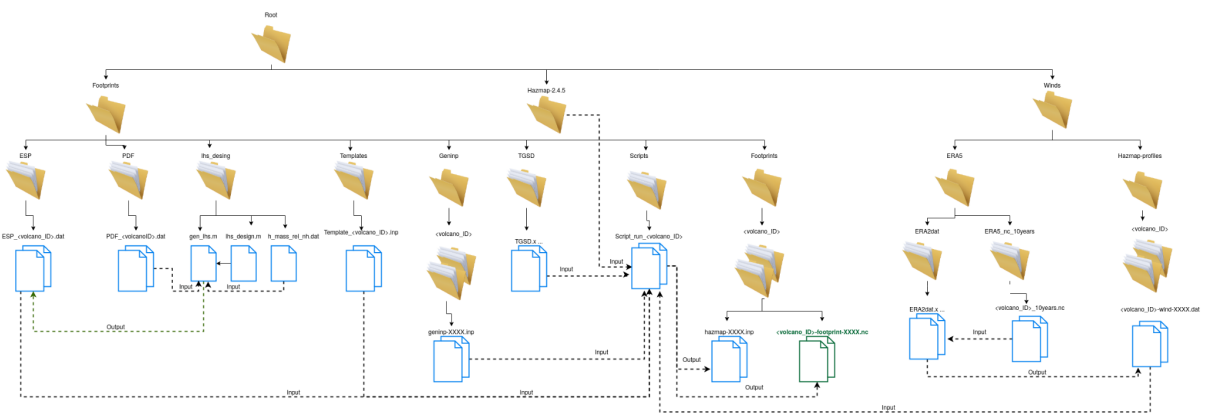 Root
Footprints
Hazmap-2.4.5
Winds
ESP
PDF
lhs_desing
Templates
Geninp
TGSD
Scripts
Footprints
ERA5
Hazmap-profiles
ESP_<volcano_ID>.dat
PDF_<volcanoID>.dat
gen_lhs.m
lhs_design.m
h_mass_rel_nh.dat
Template_<volcano_ID>.inp
<volcano_ID>
TGSD.x ...
Script_run_<volcano_ID>
<volcano_ID>
ERA2dat
ERA5_nc_10years
<volcano_ID>
Input
Input
Input
Input
Input
Output
geninp-XXXX.inp
hazmap-XXXX.inp
<volcano_ID>-footprint-XXXX.nc
ERA2dat.x ...
<volcano_ID>_10years.nc
<volcano_ID>-wind-XXXX.dat
Input
Input
Output
Output
Output
Input
Input
Input